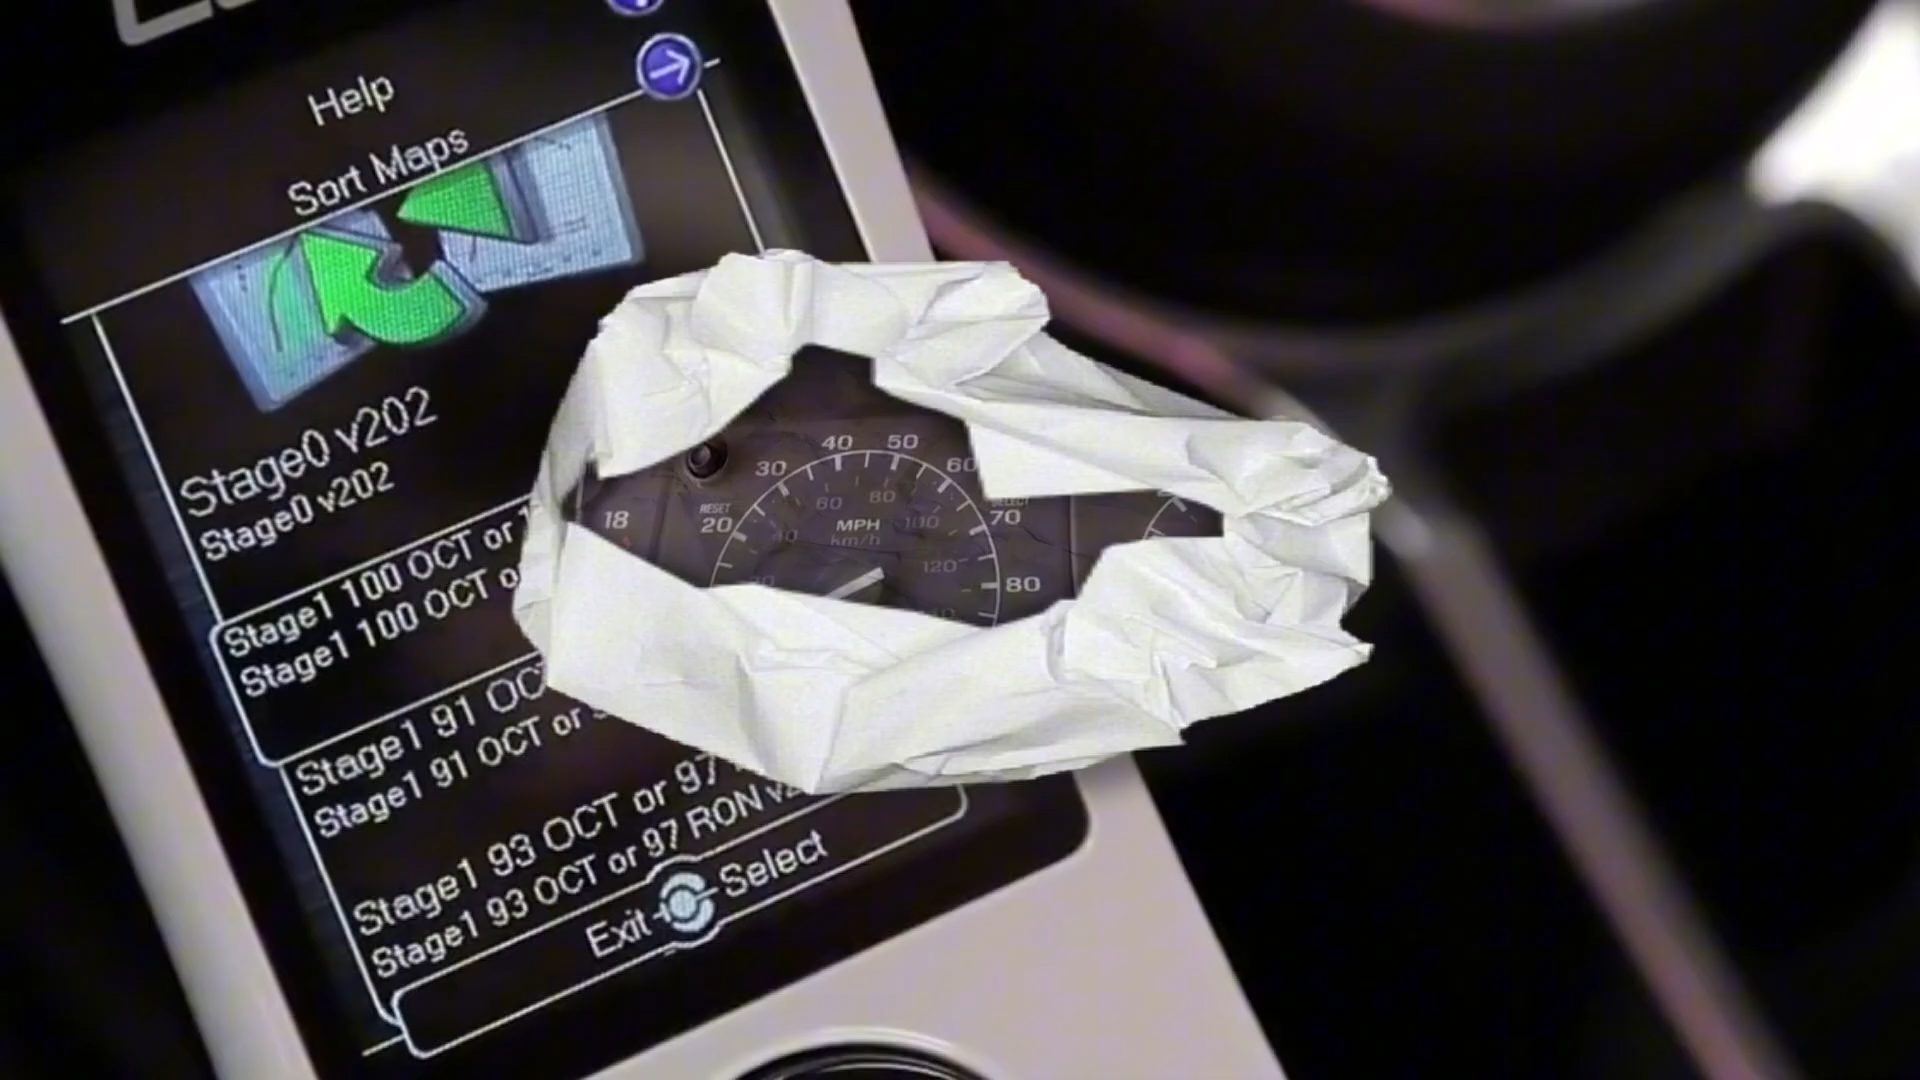 Help
Sort Maps
Stage0 v202
Stage0 v202
Stage1 100 OCT or
Stage1 100 OCT
Stage1 91
Stage1 91 OCT or
Stage1 93 OCT or 97
Stage1 93 OCT or 97 RON
Exit Select
40 50
30 60
60 80
18 RESET 20 MPH 100 70
40 km/h
120 80